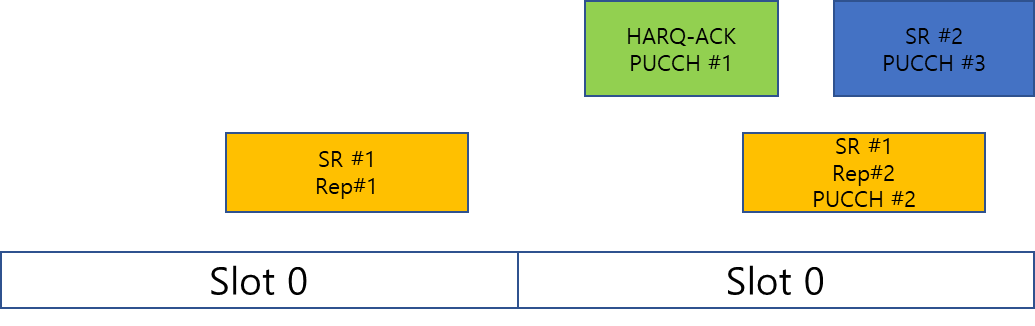 HARQ-ACK
PUCCH #1
SR #2
PUCCH #3
SR #1
Rep#1
SR #1
Rep#2
PUCCH #2
Slot 0
Slot 0